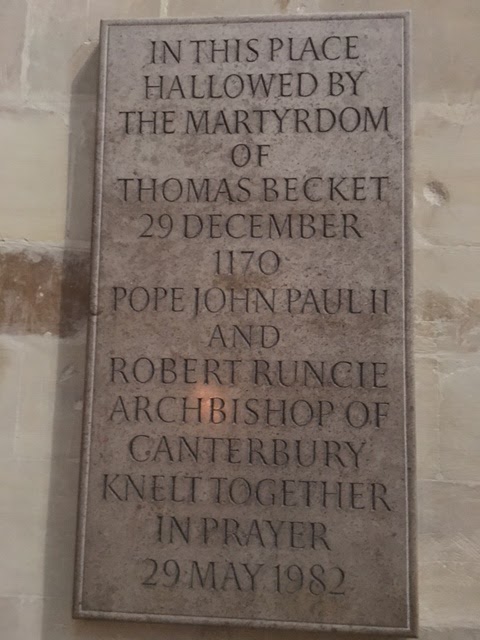 IN THIS PLACE
HALLOWED BY
THE MARTYRDOM
OF
THOMAS BECKET
29 DECEMBER
1170
POPE JOHN PAUL II
AND
ROBERT RUNCIE
ARCHBISHOP OF
CANTERBURY
KNELT TOGETHER
IN PRAYER
29 MAY 1982